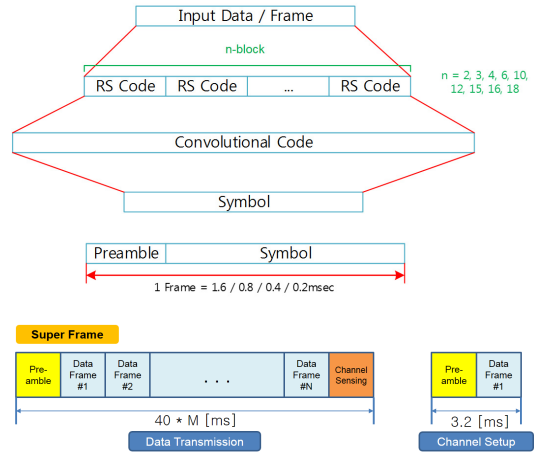 Input Data / Frame
n-block
RS Code RS Code ... RS Code
n = 2, 3, 4, 6, 10,
12, 15, 16, 18
Convolutional Code
Symbol
Preamble Symbol
1 Frame = 1.6 / 0.8 / 0.4 / 0.2msec
Super Frame
Pre-
amble
Data
Frame
#1
Data
Frame
#2
. . .
Data
Frame
#N
Channel
Sensing
Pre-
amble
Data
Frame
#1
40 * M [ms]
3.2 [ms]
Data Transmission
Channel Setup